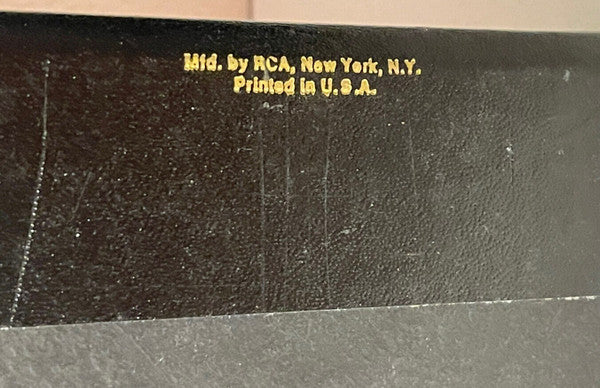 Mfd. by RCA, New York, N.Y.
Printed in U.S.A.